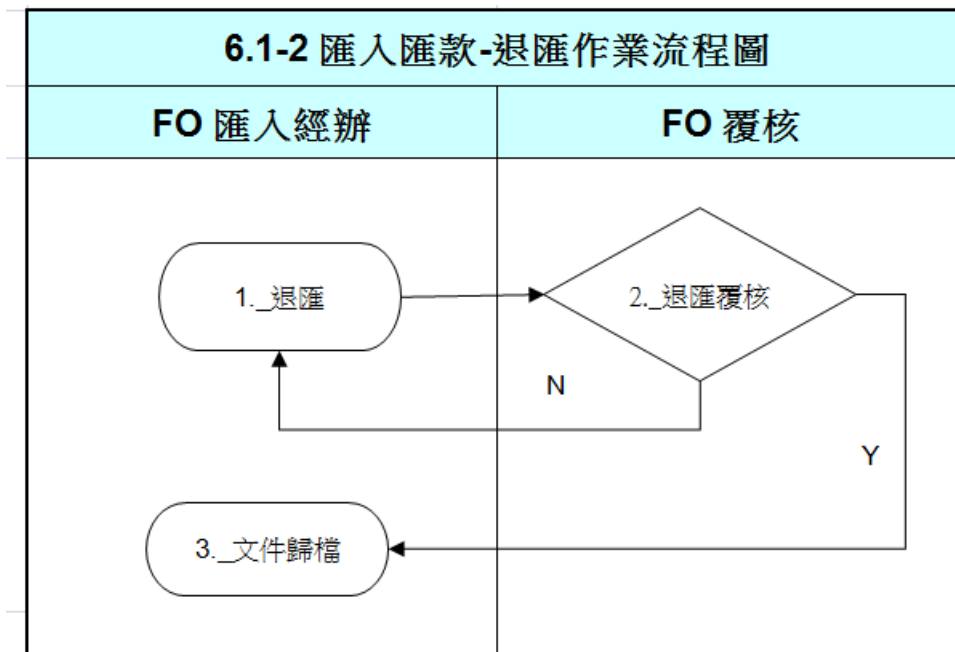 6.1-2 匯入匯款-退匯作業流程圖
FO 匯入經辦
FO 覆核
1._退匯
2._退匯覆核
N
Y
3._文件歸檔